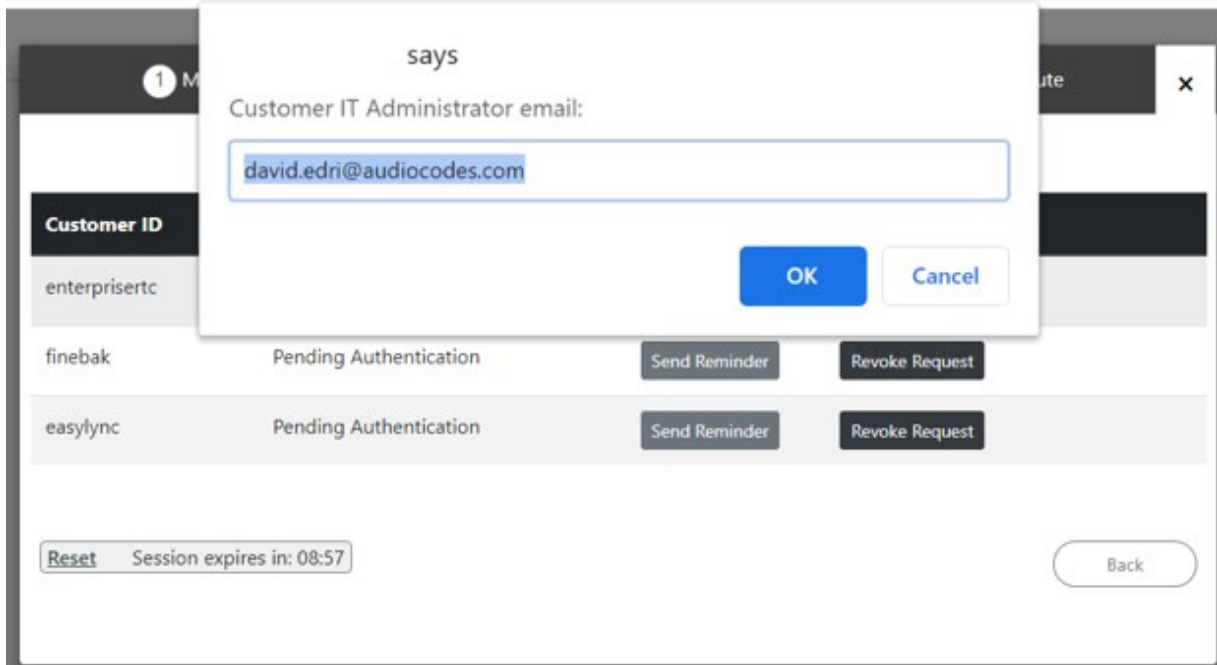 says
1 M
ute ×
Customer IT Administrator email:
david.edri@audiocodes.com
OK Cancel
Customer ID
enterprisertc
finebak Pending Authentication Send Reminder Revoke Request
easylync Pending Authentication Send Reminder Revoke Request
Reset Session expires in: 08:57
Back